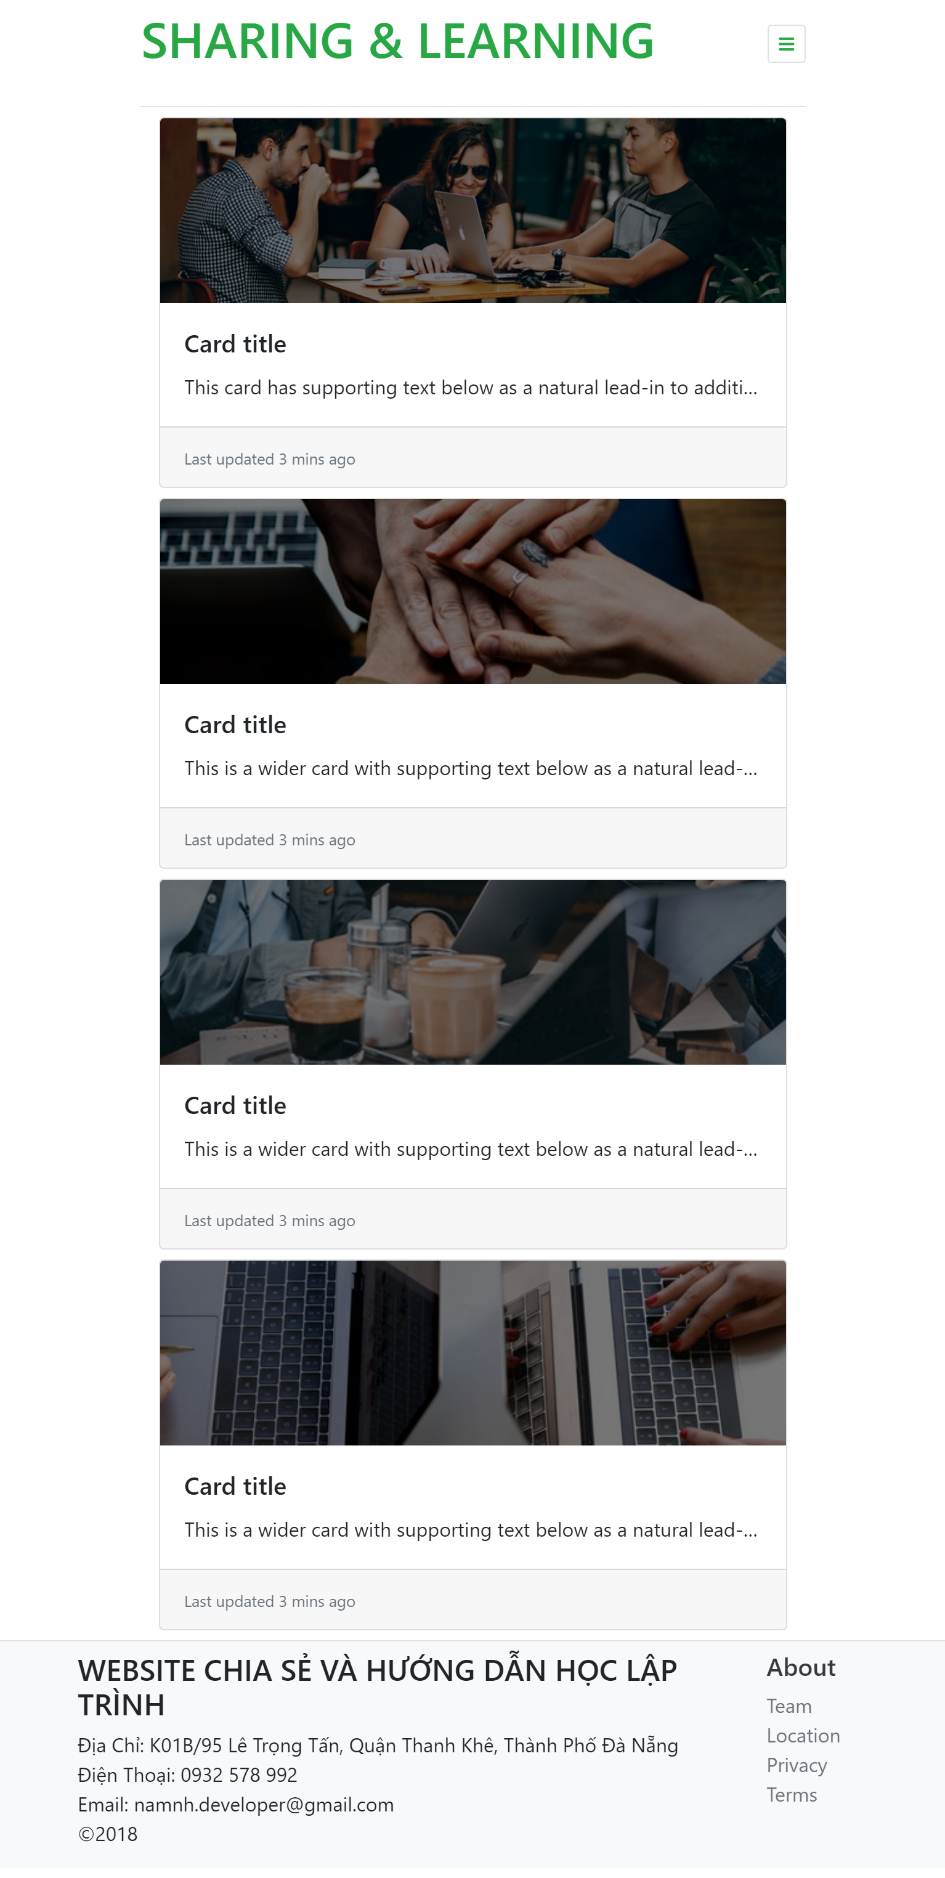 SHARING & LEARNING
Card title
This card has supporting text below as a natural lead-in to additi...
Last updated 3 mins ago
Card title
This is a wider card with supporting text below as a natural lead-...
Last updated 3 mins ago
Card title
This is a wider card with supporting text below as a natural lead-...
Last updated 3 mins ago
Card title
This is a wider card with supporting text below as a natural lead-...
Last updated 3 mins ago
WEBSITE CHIA SẺ VÀ HƯỚNG DẪN HỌC LẬP
TRÌNH
Địa Chỉ: K01B/95 Lê Trọng Tấn, Quận Thanh Khê, Thành Phố Đà Nẵng
Điện Thoại: 0932 578 992
Email: namnh.developer@gmail.com
©2018
About
Team
Location
Privacy
Terms